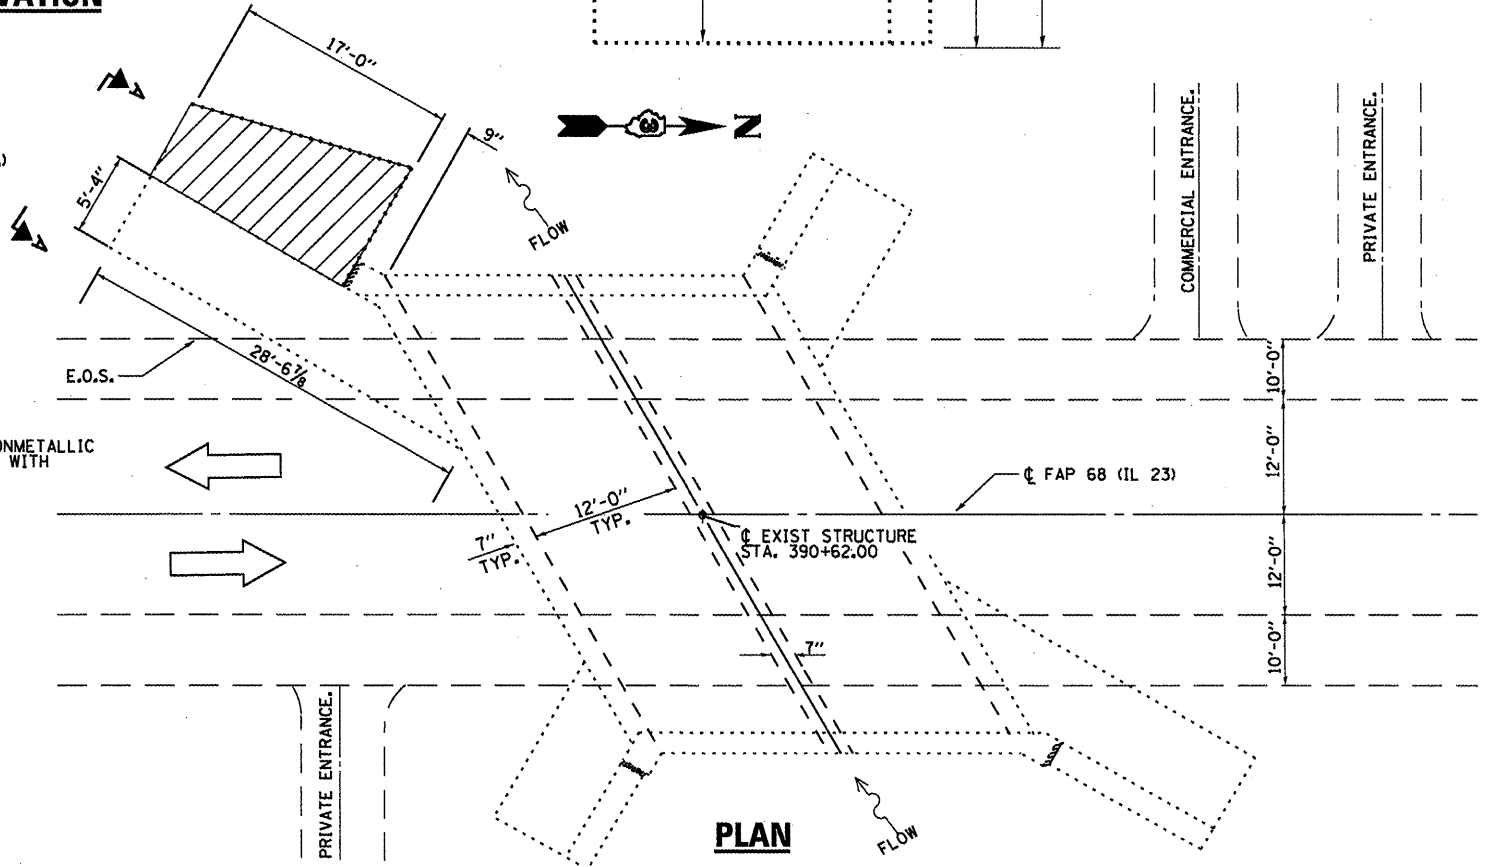 VATION
17'-0"
A
9"
3
N
5'-4"
A
FLOW
COMMERCIAL ENTRANCE.
PRIVATE ENTRANCE.
E.O.S.
28'-6⅞
10'-0"
ONMETALLIC
WITH
12'-0"
℄ FAP 68 (IL 23)
12'-0"
TYP.
℄ EXIST STRUCTURE
STA. 390+62.00
7"
TYP.
12'-0"
7"
10'-0"
PRIVATE ENTRANCE.
PLAN
FLOW